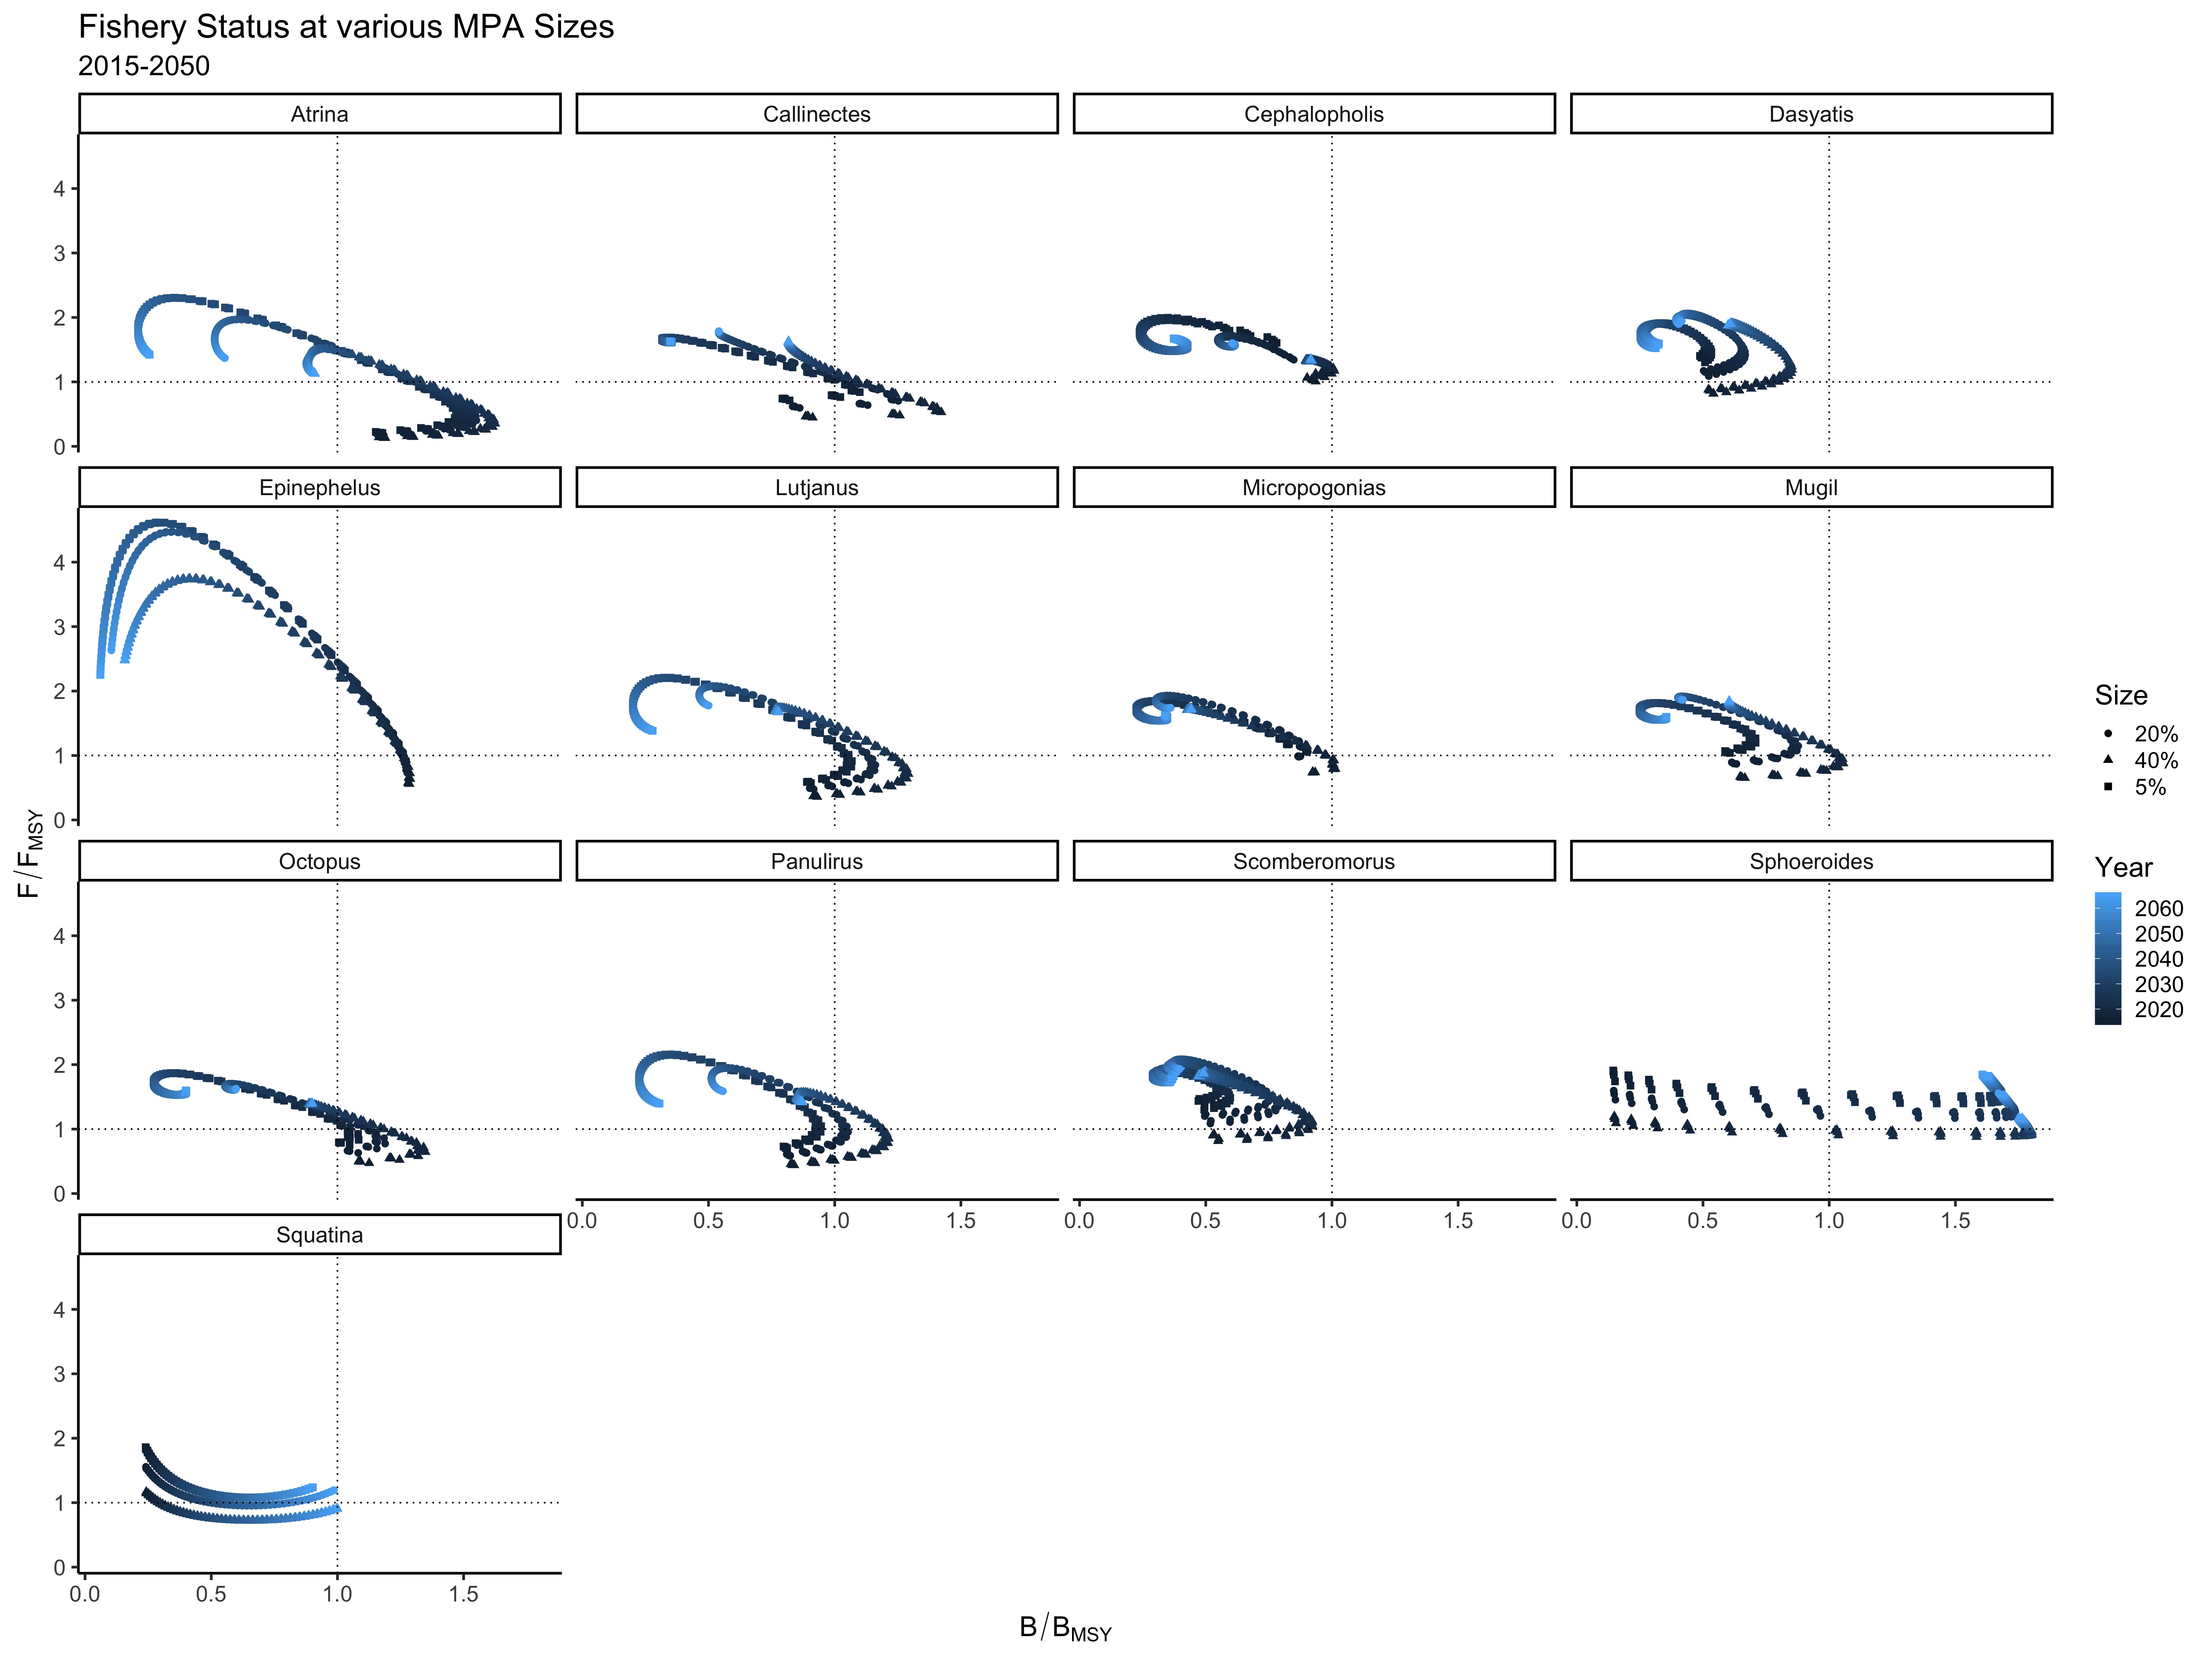 Fishery Status at various MPA Sizes
2015-2050
Atrina
Callinectes
Cephalopholis
Dasyatis
4
3
2
1
0
Epinephelus
Lutjanus
Micropogonias
Mugil
4
3
2
1
0
Octopus
Panulirus
Scomberomorus
Sphoeroides
4
3
2
1
0
0.0 0.5 1.0 1.5
0.0 0.5 1.0 1.5
0.0 0.5 1.0 1.5
Squatina
4
3
2
1
0
0.0 0.5 1.0 1.5
F/FMSY
B/BMSY
Size
20%
40%
5%
Year
2060
2050
2040
2030
2020